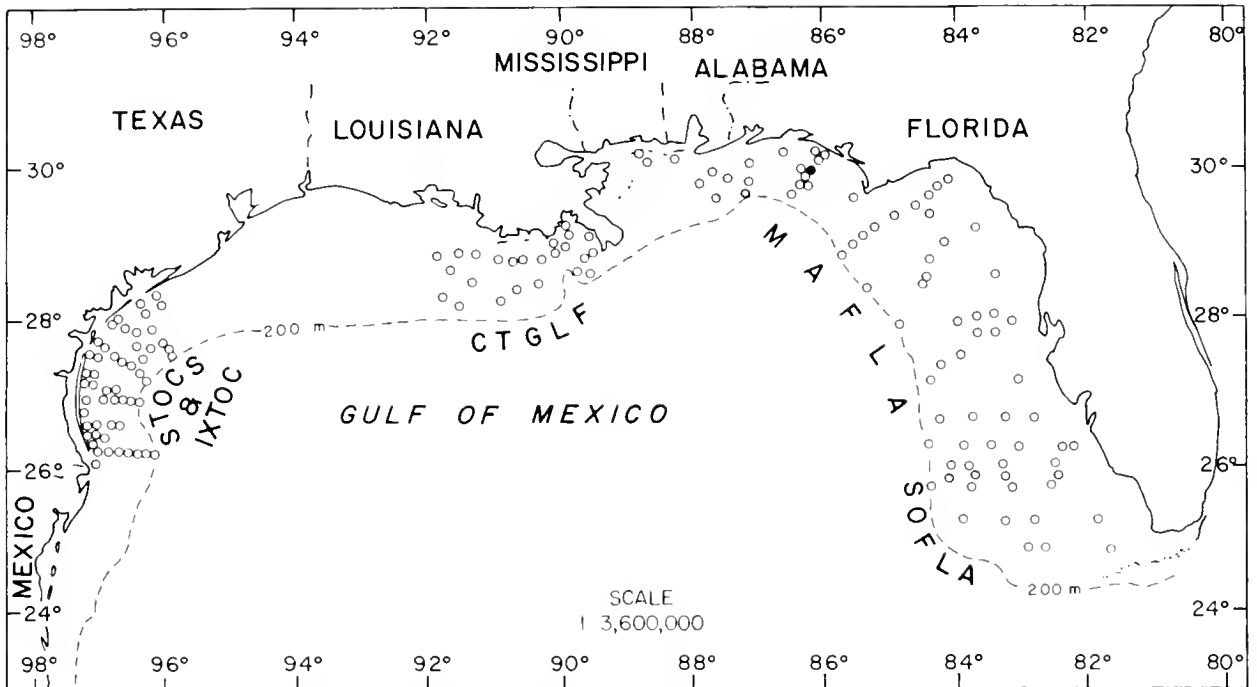 98° 96° 94° 92° 90° 88° 86° 84° 82° 80°
MISSISSIPPI ALABAMA
TEXAS LOUISIANA FLORIDA
30° 30°
MAFLA
28° 200 m CTGLF 28°
STOCS & IXTOC
GULF OF MEXICO
26° 26°
SOFLA
MEXICO
200 m
SCALE
1 3,600,000
24° 24°
98° 96° 94° 92° 90° 88° 86° 84° 82° 80°